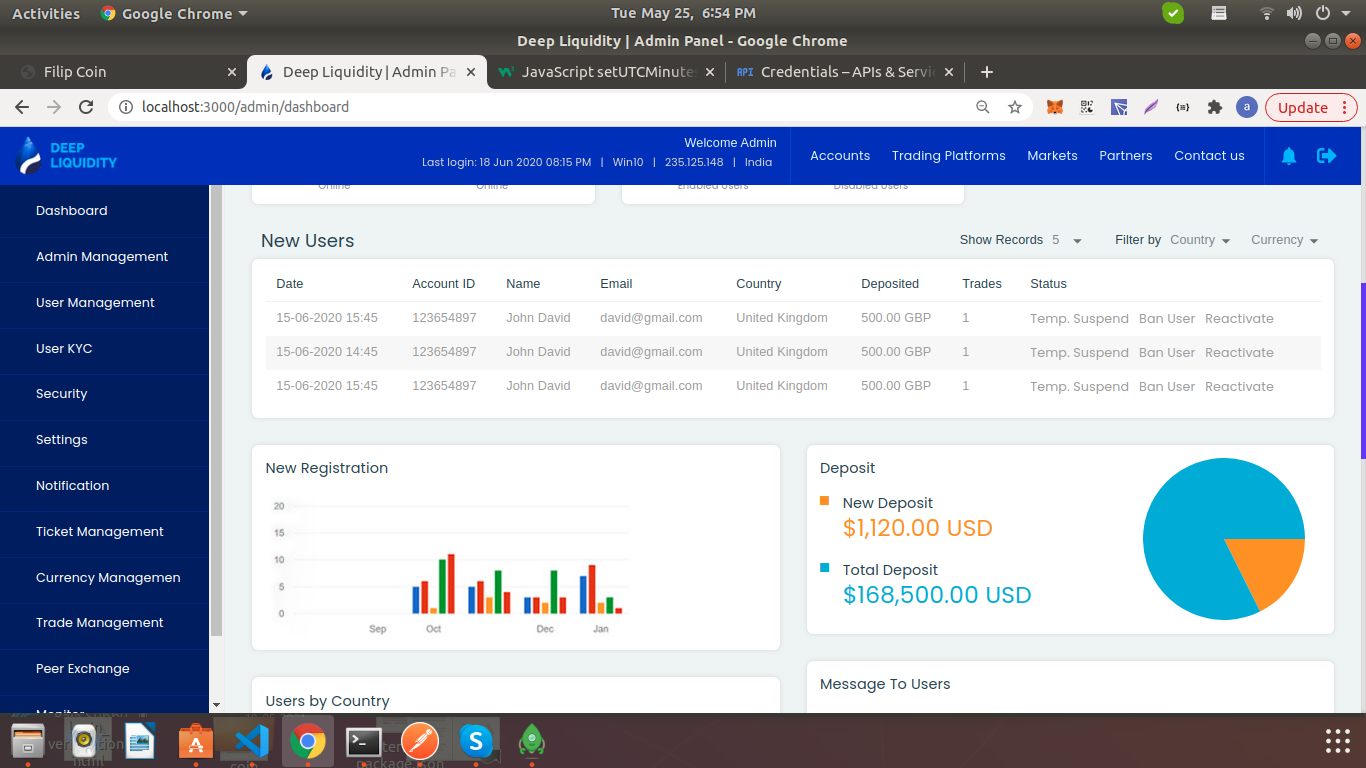 Activities Google Chrome Tue May 25, 6:54 PM
Deep Liquidity | Admin Panel - Google Chrome
Filip Coin Deep Liquidity | Admin Pa JavaScript setUTCMinute Credentials – APIs & Servi
localhost:3000/admin/dashboard a Update
DEEP LIQUIDITY
Welcome Admin
Last login: 18 Jun 2020 08:15 PM | Win10 | 235.125.148 | India
Accounts Trading Platforms Markets Partners Contact us
Dashboard
Admin Management
User Management
User KYC
Security
Settings
Notification
Ticket Management
Currency Managemen
Trade Management
Peer Exchange
Monitor
Online Online Enabled Users Disabled Users
New Users Show Records 5 Filter by Country Currency
Date Account ID Name Email Country Deposited Trades Status
15-06-2020 15:45 123654897 John David david@gmail.com United Kingdom 500.00 GBP 1 Temp. Suspend Ban User Reactivate
15-06-2020 14:45 123654897 John David david@gmail.com United Kingdom 500.00 GBP 1 Temp. Suspend Ban User Reactivate
15-06-2020 15:45 123654897 John David david@gmail.com United Kingdom 500.00 GBP 1 Temp. Suspend Ban User Reactivate
New Registration
20
15
10
5
0
Sep Oct Dec Jan
Deposit
New Deposit
$1,120.00 USD
Total Deposit
$168,500.00 USD
Users by Country
Message To Users